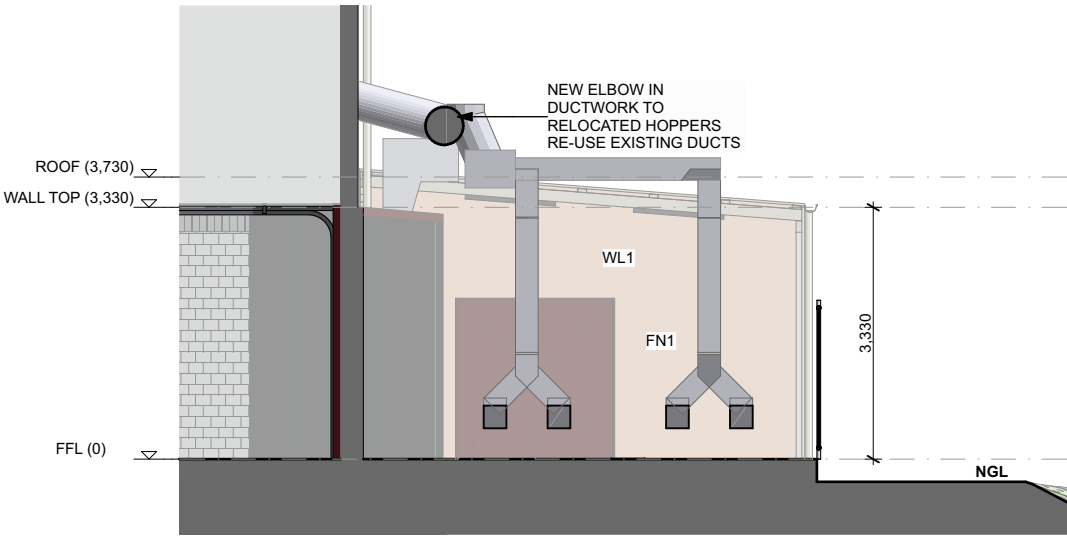 NEW ELBOW IN
DUCTWORK TO
RELOCATED HOPPERS
RE-USE EXISTING DUCTS
ROOF (3,730)
WALL TOP (3,330)
WL1
FN1
3,330
FFL (0)
NGL